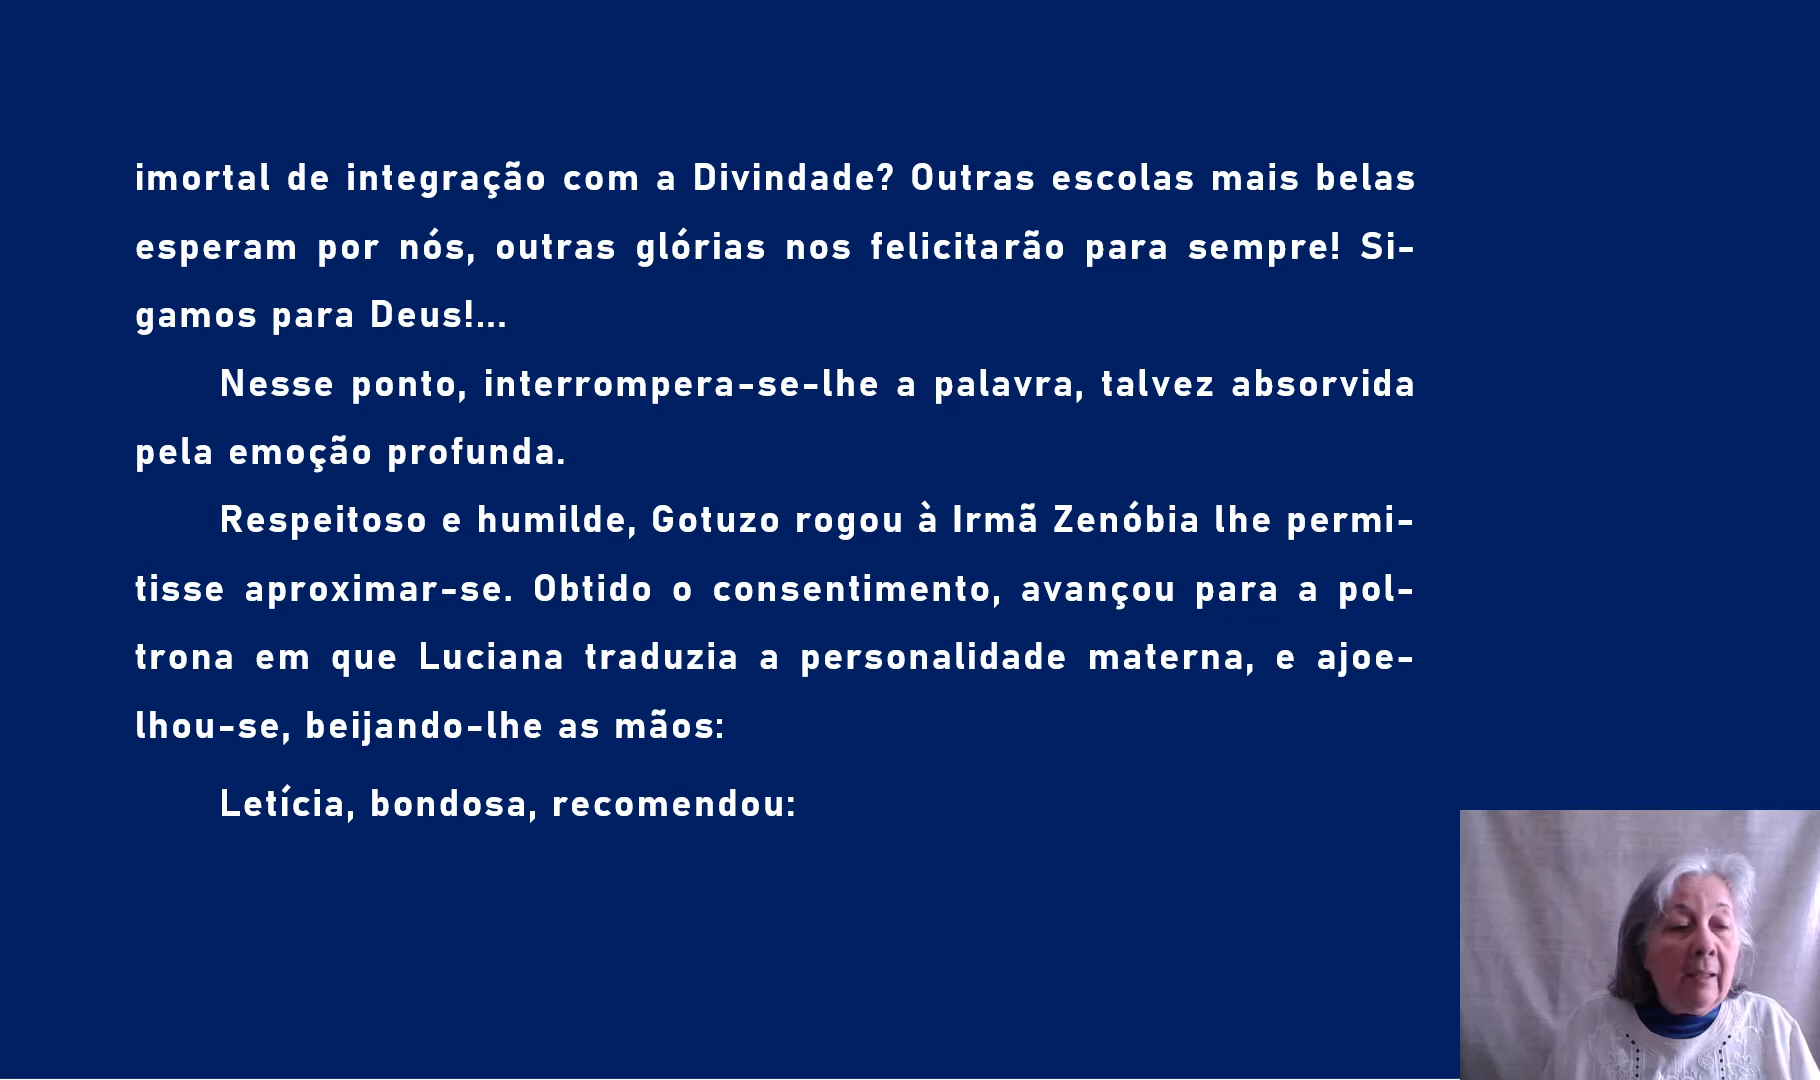 imortal de integração com a Divindade? Outras escolas mais belas
esperam por nós, outras glórias nos felicitarão para sempre! Si-
gamos para Deus!...
Nesse ponto, interrompera-se-lhe a palavra, talvez absorvida
pela emoção profunda.
Respeitoso e humilde, Gotuzo rogou à Irmã Zenóbia lhe permi-
tisse aproximar-se. Obtido o consentimento, avançou para a pol-
trona em que Luciana traduzia a personalidade materna, e ajoe-
lhou-se, beijando-lhe as mãos:
Letícia, bondosa, recomendou: